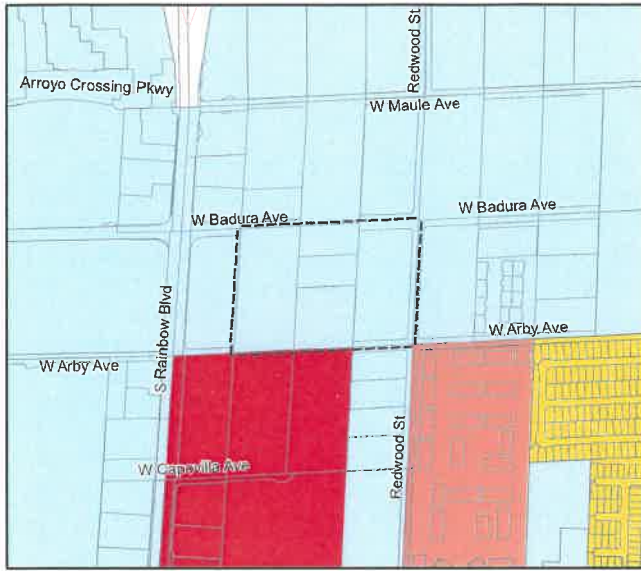 Redwood St
Arroyo Crossing Pkwy
W Maule Ave
W Badura Ave
W Badura Ave
S Rainbow Blvd
W Arby Ave
W Arby Ave
W Capovilla Ave
Redwood St